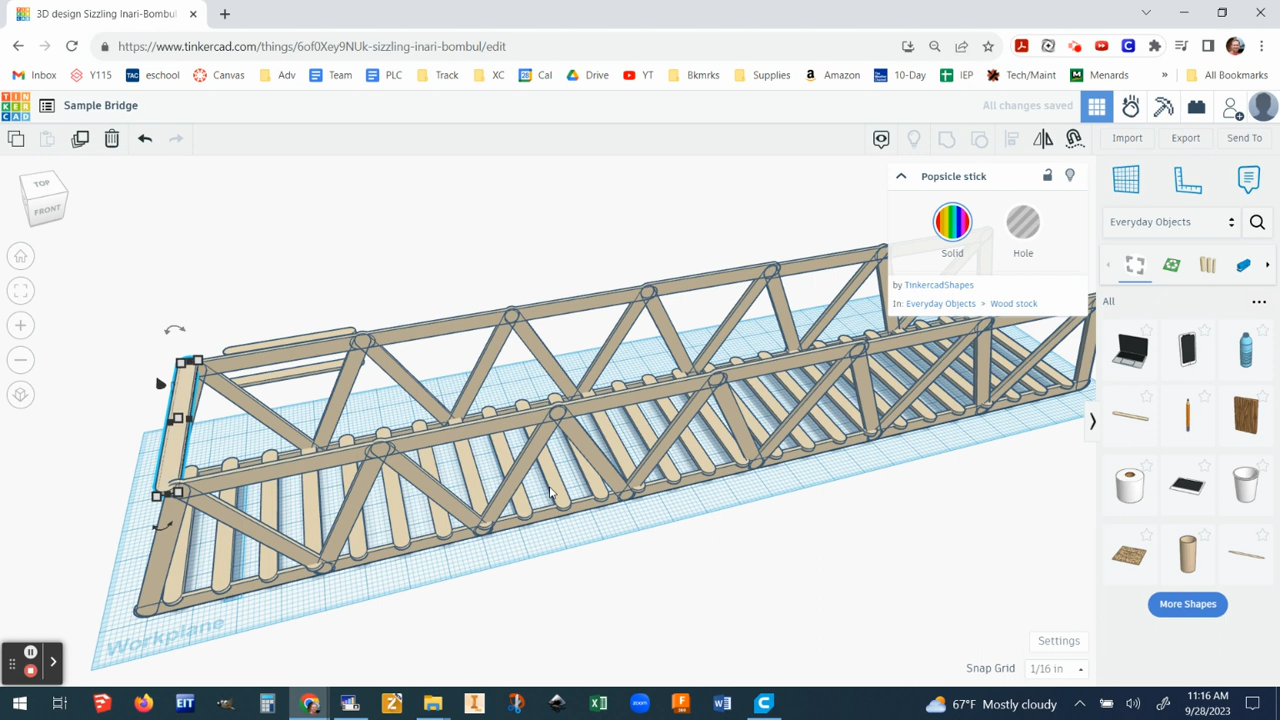 3D design Sizzling Inari-Bombul
https://www.tinkercad.com/things/6of0Xey9NUk-sizzling-ineri-bombul/edit
Inbox Y115 eschool Canvas Adv Team PLC Track XC Cal Drive YT Bkmrks Supplies Amazon 10-Day IEP Tech/Maint Menards » All Bookmarks
TIN
KER
CAD
Sample Bridge
All changes saved
Import Export Send To
TOP
FRONT
Popsicle stick
Solid Hole
by TinkercadShapes
In: Everyday Objects > Wood stock
Everyday Objects
All
More Shapes
Workplane
Settings
Snap Grid 1/16 in
EIT
zoom
67°F Mostly cloudy
11:16 AM
9/28/2023